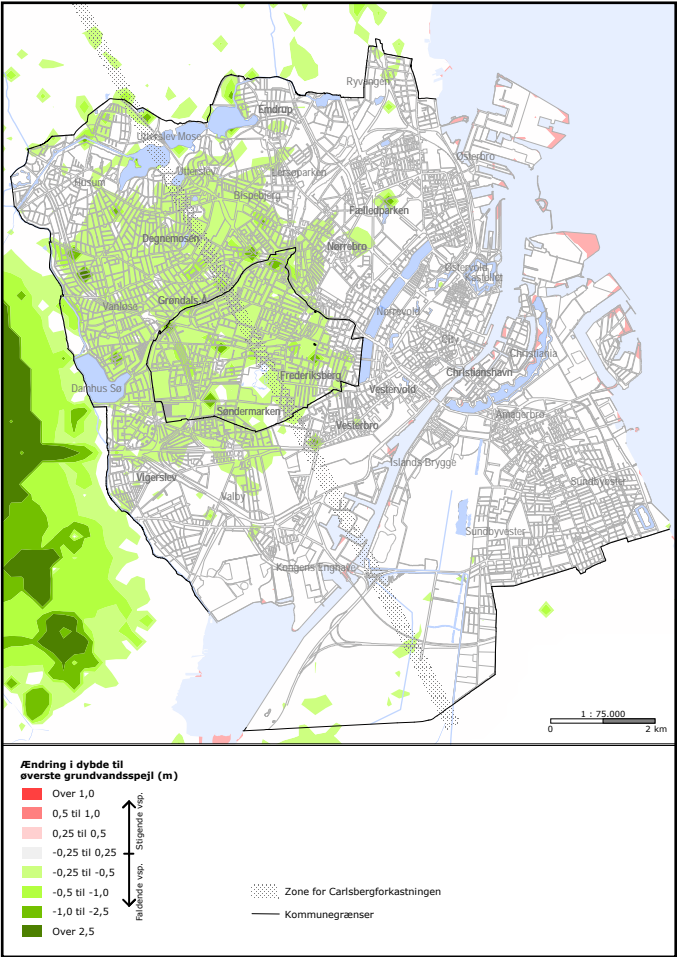 Ryvangen
Emdrup
Utterslev Mose
Østerbro
Utterslev
Lersøparken
Husum
Bispebjerg
Fælledparken
Degnemosen
Nørrebro
Østervold
Kastellet
Grøndals Å
Vanløse
Nørrevold
City
Christiania
Frederiksberg
Christianshavn
Damhus Sø
Vestervold
Søndermarken
Amagerbro
Vesterbro
Islands Brygge
Vigerslev
Sundbyøster
Valby
Sundbyvester
Kongens Enghave
1 : 75.000
0
2 km
Ændring i dybde til
øverste grundvandsspejl (m)
Over 1,0
0,5 til 1,0
0,25 til 0,5
-0,25 til 0,25
-0,25 til -0,5
-0,5 til -1,0
-1,0 til -2,5
Over 2,5
Stigende vsp.
Faldende vsp.
Zone for Carlsbergforkastningen
Kommunegrænser